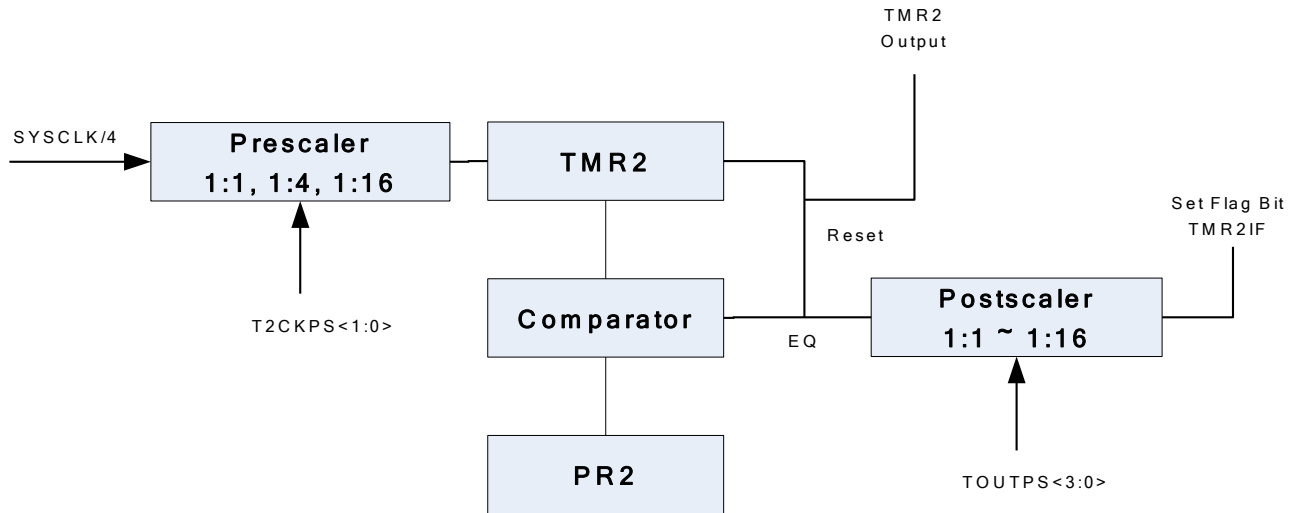 TMR2
Output
SYSCLK/4
Prescaler
1:1, 1:4, 1:16
TMR2
Set Flag Bit
TMR2IF
Reset
Comparator
Postscaler
1:1 ~ 1:16
T2CKPS<1:0>
EQ
PR2
TOUTPS<3:0>